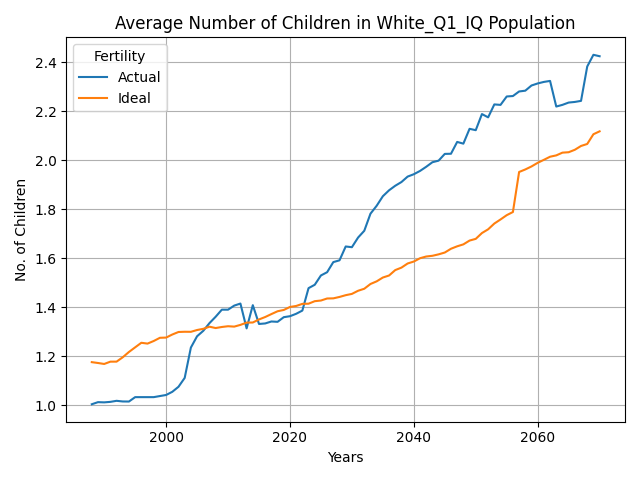 Average Number of Children in White_Q1_IQ Population
Fertility
Actual
Ideal
No. of Children
2.4
2.2
2.0
1.8
1.6
1.4
1.2
1.0
2000 2020 2040 2060
Years